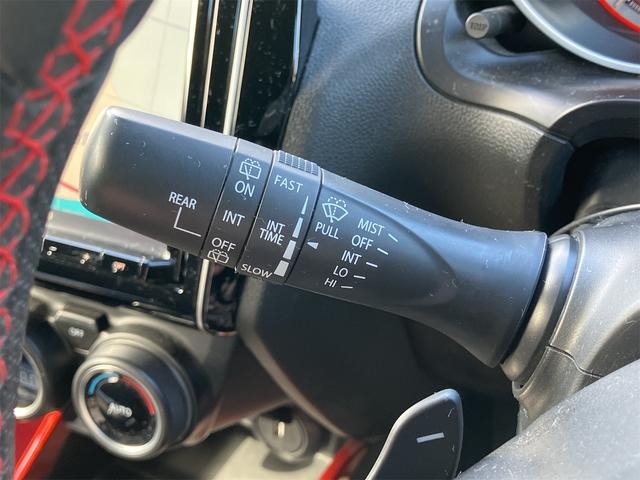 REAR
ON
INT
OFF
FAST
INT
TIME
SLOW
PULL
MIST
OFF
INT
LO
HI
AUTO